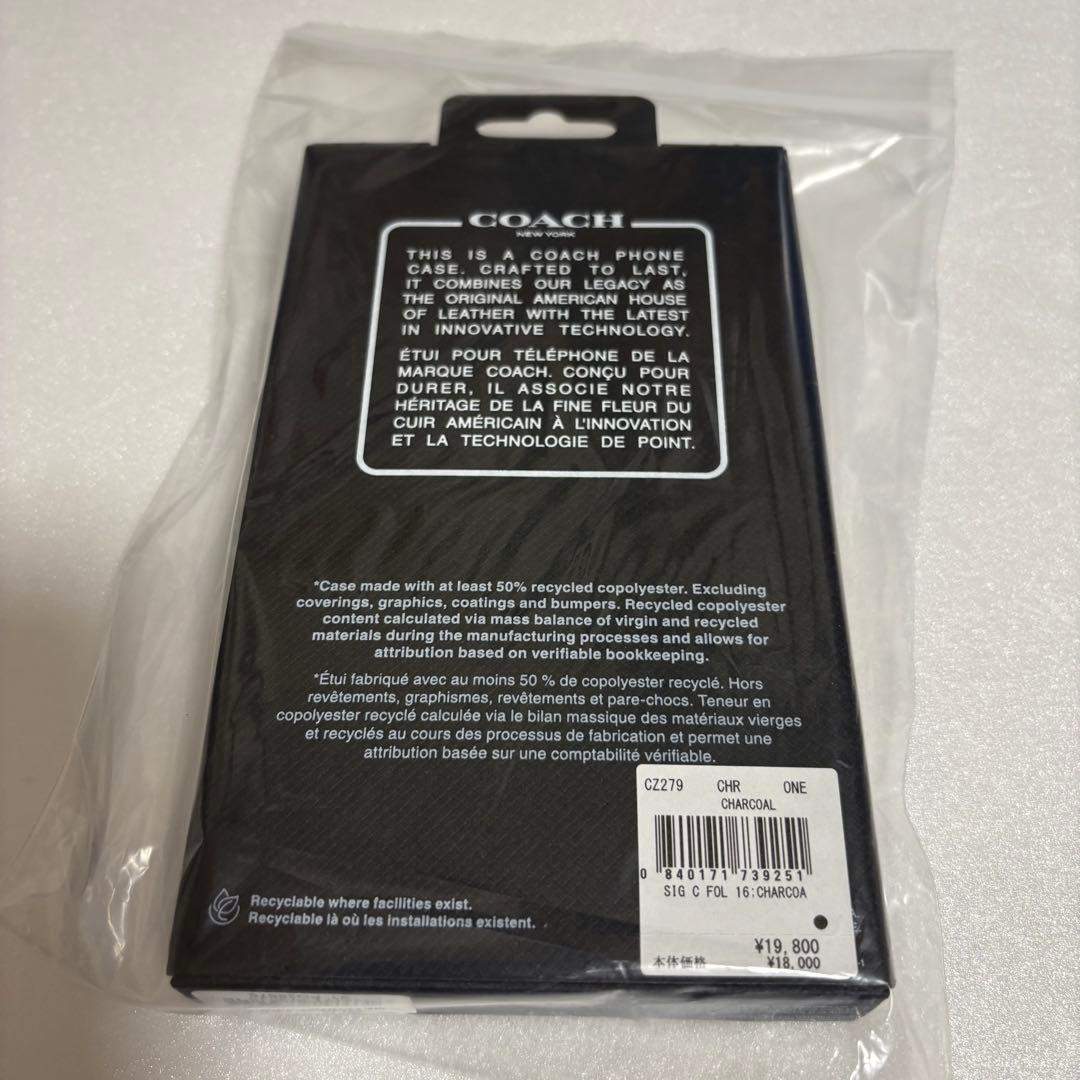 COACH
NEW YORK
THIS IS A COACH PHONE
CASE. CRAFTED TO LAST,
IT COMBINES OUR LEGACY AS
THE ORIGINAL AMERICAN HOUSE
OF LEATHER WITH THE LATEST
IN INNOVATIVE TECHNOLOGY.
ÉTUI POUR TÉLÉPHONE DE LA
MARQUE COACH. CONÇU POUR
DURER, IL ASSOCIE NOTRE
HÉRITAGE DE LA FINE FLEUR DU
CUIR AMÉRICAIN À L'INNOVATION
ET LA TECHNOLOGIE DE POINT.
*Case made with at least 50% recycled copolyester. Excluding
coverings, graphics, coatings and bumpers. Recycled copolyester
content calculated via mass balance of virgin and recycled
materials during the manufacturing processes and allows for
attribution based on verifiable bookkeeping.
*Étui fabriqué avec au moins 50 % de copolyester recyclé. Hors
revêtements, graphismes, revêtements et pare-chocs. Teneur en
copolyester recyclé calculée via le bilan massique des matériaux vierges
et recyclés au cours des processus de fabrication et permet une
attribution basée sur une comptabilité vérifiable.
CZ279 CHR ONE
CHARCOAL
0 840171 739251
SIG C FOL 16:CHARCOA
¥19,800
本体価格 ¥18,000
Recyclable where facilities exist.
Recyclable là où les installations existent.